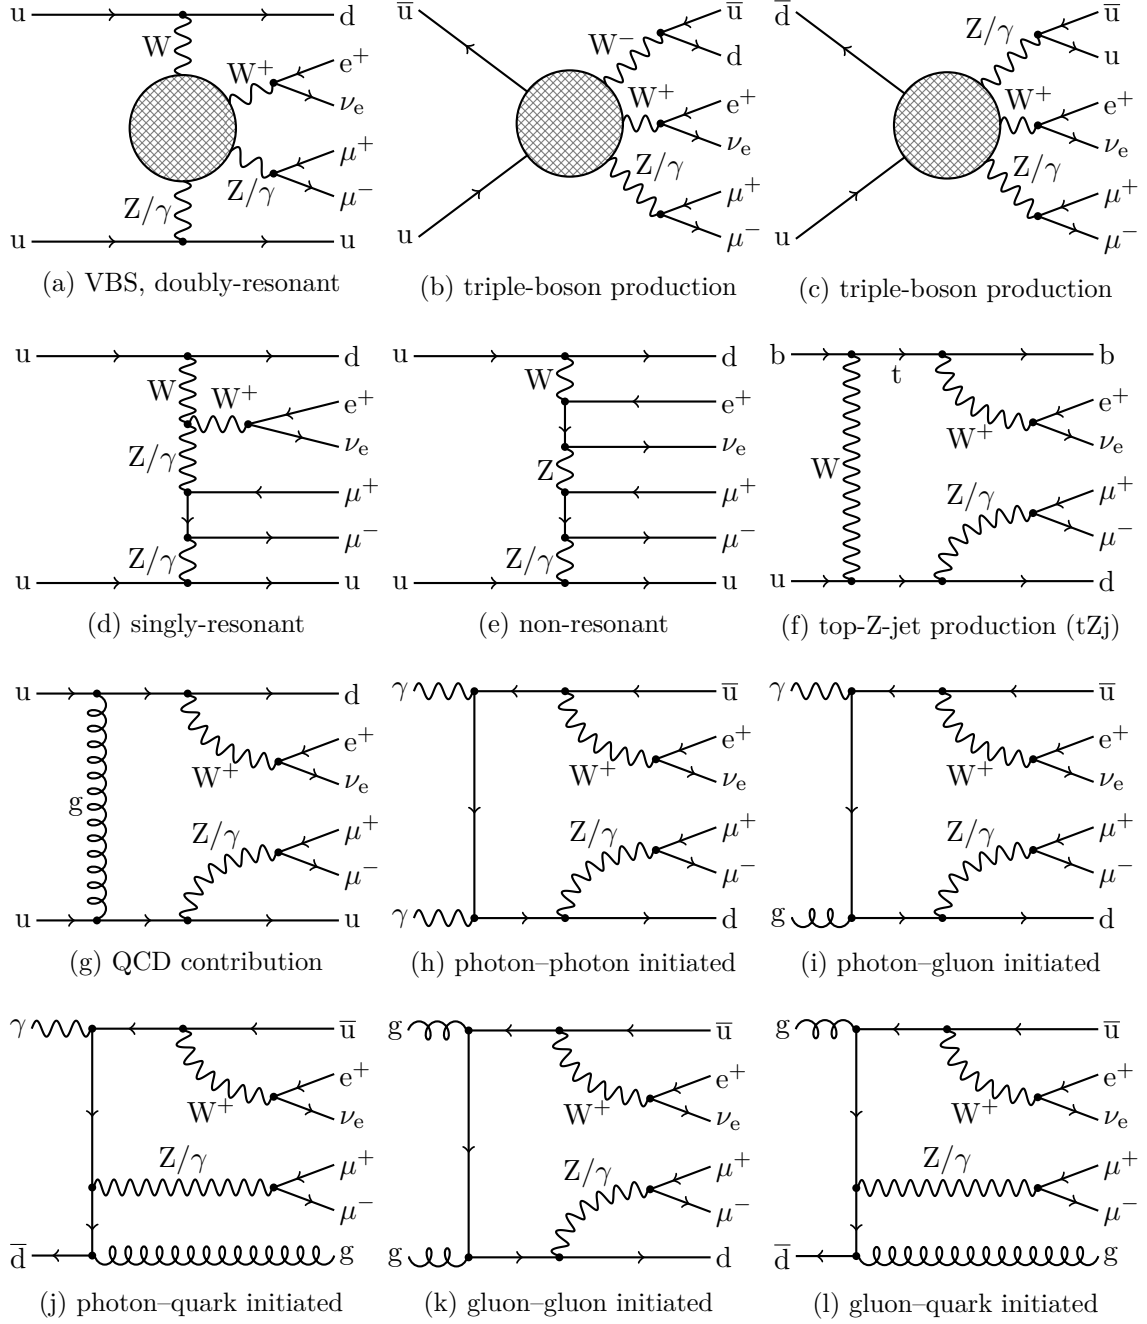 u d
W
W⁺ e⁺
νₑ
μ⁺
Z/γ Z/γ μ⁻
u u
(a) VBS, doubly-resonant
u̅ u̅
W⁻
d
W⁺ e⁺
νₑ
Z/γ
μ⁺
u μ⁻
(b) triple-boson production
d̅ u̅
Z/γ
u
W⁺ e⁺
νₑ
Z/γ
μ⁺
u μ⁻
(c) triple-boson production
u d
W W⁺ e⁺
νₑ
Z/γ
μ⁺
μ⁻
Z/γ
u u
(d) singly-resonant
u d
W
e⁺
νₑ
Z
μ⁺
μ⁻
Z/γ
u u
(e) non-resonant
b b
t
e⁺
W⁺ νₑ
W
Z/γ μ⁺
μ⁻
u d
(f) top-Z-jet production (tZj)
u d
e⁺
W⁺ νₑ
g
Z/γ μ⁺
μ⁻
u u
(g) QCD contribution
γ u̅
e⁺
W⁺ νₑ
Z/γ μ⁺
μ⁻
γ d
(h) photon–photon initiated
γ u̅
e⁺
W⁺ νₑ
Z/γ μ⁺
μ⁻
g d
(i) photon–gluon initiated
γ u̅
e⁺
W⁺ νₑ
Z/γ μ⁺
μ⁻
d̅ g
(j) photon–quark initiated
g u̅
e⁺
W⁺ νₑ
Z/γ μ⁺
μ⁻
g d
(k) gluon–gluon initiated
g u̅
e⁺
W⁺ νₑ
Z/γ μ⁺
μ⁻
d̅ g
(l) gluon–quark initiated